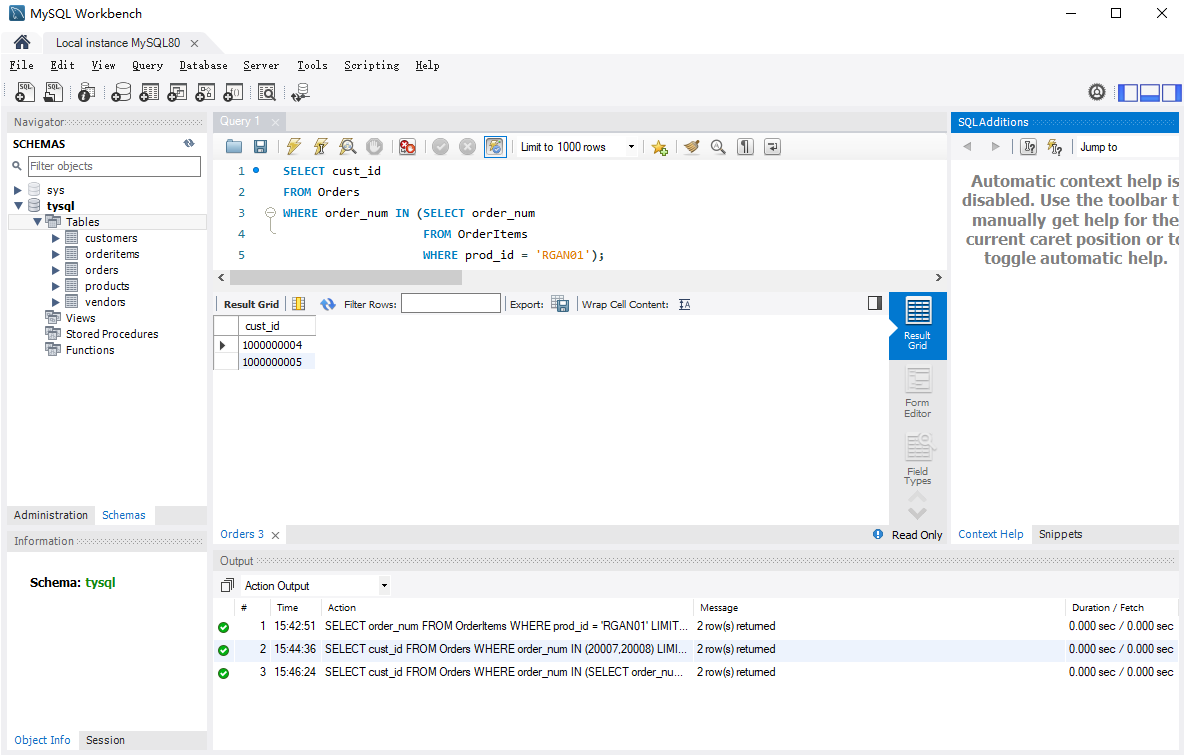 MySQL Workbench
Local instance MySQL80
File Edit View Query Database Server Tools Scripting Help
Navigator
SCHEMAS
Filter objects
sys
tysql
Tables
customers
orderitems
orders
products
vendors
Views
Stored Procedures
Functions
Administration Schemas
Information
Schema: tysql
Object Info Session
Query 1
Limit to 1000 rows
1 SELECT cust_id
2 FROM Orders
3 WHERE order_num IN (SELECT order_num
4 FROM OrderItems
5 WHERE prod_id = 'RGAN01');
Result Grid Filter Rows: Export: Wrap Cell Content:
cust_id
1000000004
1000000005
Result
Grid
Form
Editor
Field
Types
Orders 3
Read Only
SQLAdditions
Jump to
Automatic context help is
disabled. Use the toolbar t
manually get help for the
current caret position or to
toggle automatic help.
Context Help Snippets
Output
Action Output
# Time Action Message Duration / Fetch
1 15:42:51 SELECT order_num FROM OrderItems WHERE prod_id = 'RGAN01' LIMIT... 2 row(s) returned 0.000 sec / 0.000 sec
2 15:44:36 SELECT cust_id FROM Orders WHERE order_num IN (20007,20008) LIMI... 2 row(s) returned 0.000 sec / 0.000 sec
3 15:46:24 SELECT cust_id FROM Orders WHERE order_num IN (SELECT order_nu... 2 row(s) returned 0.000 sec / 0.000 sec